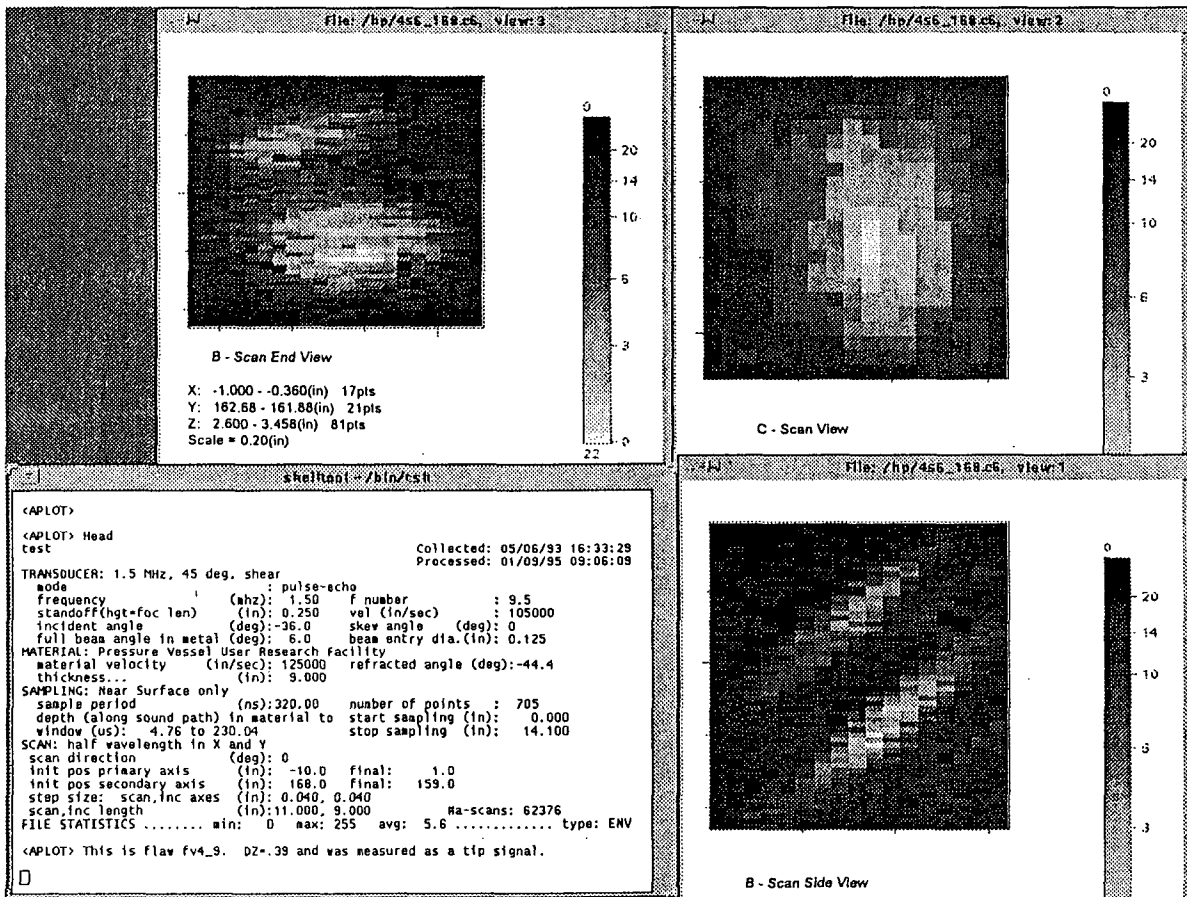 File: /hp/4s6_168.c6, view:3
0
20
14
10
6
3
0
22
B - Scan End View
X: -1.000 - -0.360(in) 17pts
Y: 162.68 - 161.88(in) 21pts
Z: 2.600 - 3.458(in) 81pts
Scale = 0.20(in)
File: /hp/4s6_168.c6, view:2
0
20
14
10
6
3
C - Scan View
shelltool - /bin/csh
<APLOT>
<APLOT> Head
test Collected: 05/06/93 16:33:29
Processed: 01/09/95 09:06:09
TRANSDUCER: 1.5 MHz, 45 deg, shear
mode : pulse-echo
frequency (mhz): 1.50 f number : 9.5
standoff(hgt+foc len) (in): 0.250 vel (in/sec) : 105000
incident angle (deg):-36.0 skew angle (deg): 0
full beam angle in metal (deg): 6.0 beam entry dia.(in): 0.125
MATERIAL: Pressure Vessel User Research Facility
material velocity (in/sec): 125000 refracted angle (deg):-44.4
thickness... (in): 9.000
SAMPLING: Near Surface only
sample period (ns):320.00 number of points : 705
depth (along sound path) in material to start sampling (in): 0.000
window (us): 4.76 to 230.04 stop sampling (in): 14.100
SCAN: half wavelength in X and Y
scan direction (deg): 0
init pos primary axis (in): -10.0 final: 1.0
init pos secondary axis (in): 168.0 final: 159.0
step size: scan,inc axes (in): 0.040, 0.040
scan,inc length (in):11.000, 9.000 #a-scans: 62376
FILE STATISTICS ........ min: 0 max: 255 avg: 5.6 ............. type: ENV
<APLOT> This is flaw fv4_9. DZ=.39 and was measured as a tip signal.
File: /hp/4s6_168.c6, view:1
0
20
14
10
6
3
B - Scan Side View